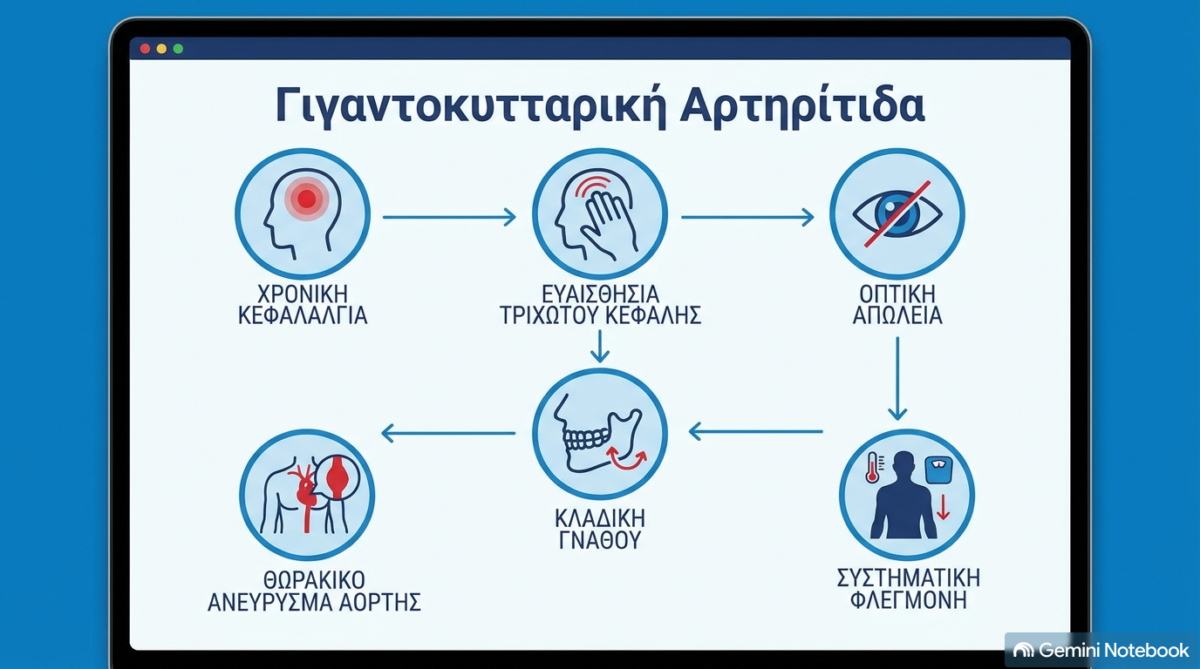 Γιγαντοκυτταρική Αρτηρίτιδα
ΧΡΟΝΙΚΗ
ΚΕΦΑΛΑΛΓΙΑ
ΕΥΑΙΣΘΗΣΙΑ
ΤΡΙΧΩΤΟΥ ΚΕΦΑΛΗΣ
ΟΠΤΙΚΗ
ΑΠΩΛΕΙΑ
ΘΩΡΑΚΙΚΟ
ΑΝΕΥΡΥΣΜΑ ΑΟΡΤΗΣ
ΚΛΑΔΙΚΗ
ΓΝΑΘΟΥ
ΣΥΣΤΗΜΑΤΙΚΗ
ΦΛΕΓΜΟΝΗ
Gemini Notebook